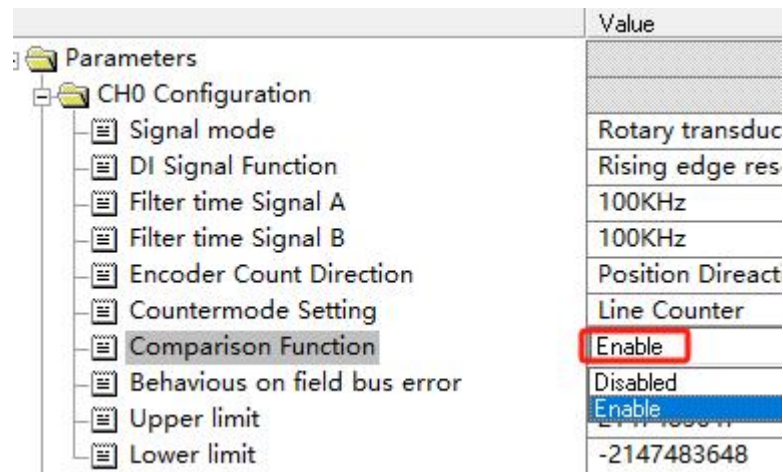 Value
Parameters
CH0 Configuration
Signal mode Rotary transduc
DI Signal Function Rising edge res
Filter time Signal A 100KHz
Filter time Signal B 100KHz
Encoder Count Direction Position Direacti
Countermode Setting Line Counter
Comparison Function Enable
Behavious on field bus error Disabled
Enable
Upper limit
Lower limit -2147483648